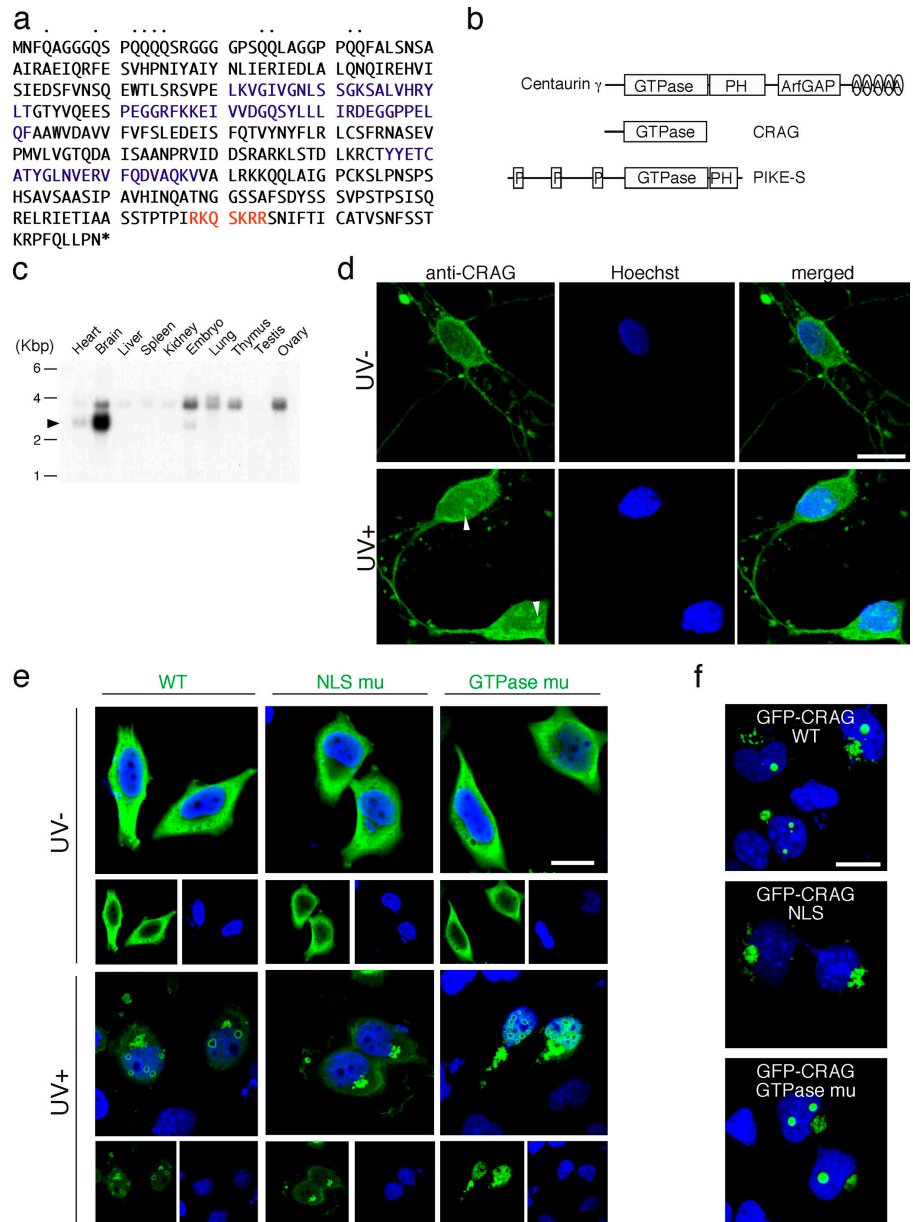 a
MNFQAGGGQS PQQQQSRGGG GPSQQLAGGP PQQFALSNSA
AIRAEIQRFE SVHPNIYAIY NLIERIEDLA LQNQIREHVI
SIEDSFVNSQ EWTLSRSVPE LKVGIVGNLS SGKSALVHRY
LTGTYVQEES PEGGRFKKEI VVDGQSYLLL IRDEGGPPEL
QFAAWVDAVV FVFSLEDEIS FQTVYNYFLR LCSFRNASEV
PMVLVGTQDA ISAANPRVID DSRARKLSTD LKRCTYYETC
ATYGLNVERV FQDVAQKVVA LRKKQQLAIG PCKSLPNSPS
HSAVSAASIP AVHINQATNG GSSAFSDYSS SVPSTPSISQ
RELRIETIAA SSTPTPIRKQ SKRRSNIFTI CATVSNFSST
KRPFQLLPN*
b
Centaurin γ GTPase PH ArfGAP A A A A A
GTPase CRAG
P P P GTPase PH PIKE-S
c
(Kbp) Heart Brain Liver Spleen Kidney Embryo Lung Thymus Testis Ovary
6
4
2
1
d
anti-CRAG Hoechst merged
UV-
UV+
e
WT NLS mu GTPase mu
UV-
UV+
f
GFP-CRAG
WT
GFP-CRAG
NLS
GFP-CRAG
GTPase mu